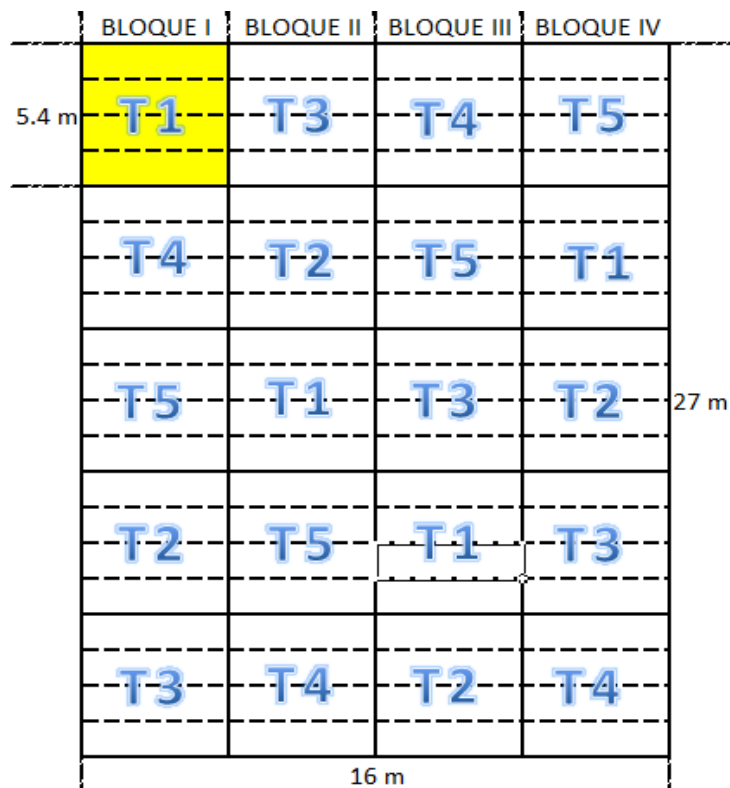 BLOQUE I BLOQUE II BLOQUE III BLOQUE IV
5.4 m T1 T3 T4 T5
T4 T2 T5 T1
T5 T1 T3 T2 27 m
T2 T5 T1 T3
T3 T4 T2 T4
16 m